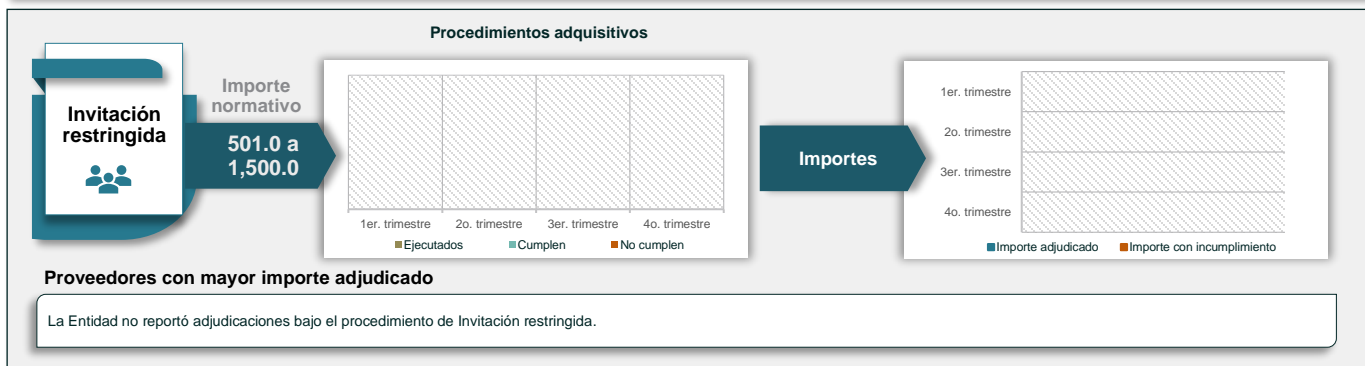 Procedimientos adquisitivos
Invitación
restringida
Importe
normativo
501.0 a
1,500.0
1er. trimestre
2o. trimestre
3er. trimestre
4o. trimestre
Ejecutados
Cumplen
No cumplen
Importes
1er. trimestre
2o. trimestre
3er. trimestre
4o. trimestre
Importe adjudicado
Importe con incumplimiento
Proveedores con mayor importe adjudicado
La Entidad no reportó adjudicaciones bajo el procedimiento de Invitación restringida.